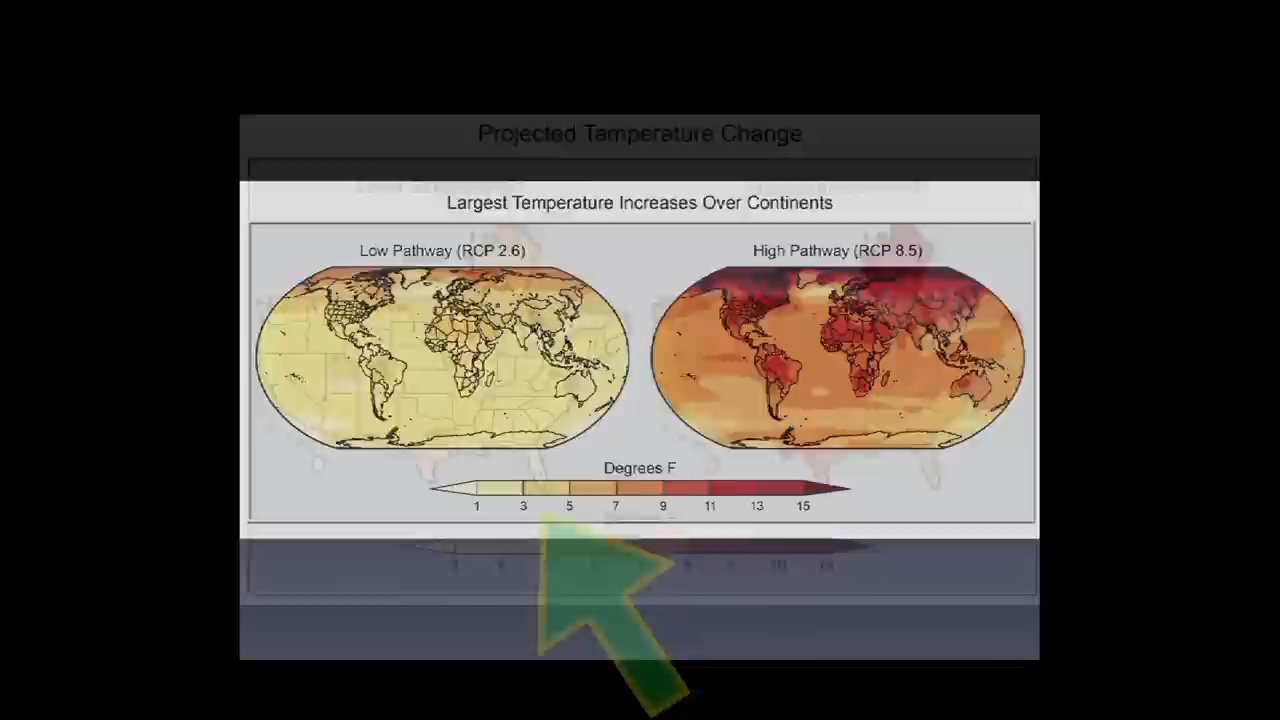 Projected Temperature Change
Largest Temperature Increases Over Continents
Low Pathway (RCP 2.6)
High Pathway (RCP 8.5)
Degrees F
1 3 5 7 9 11 13 15